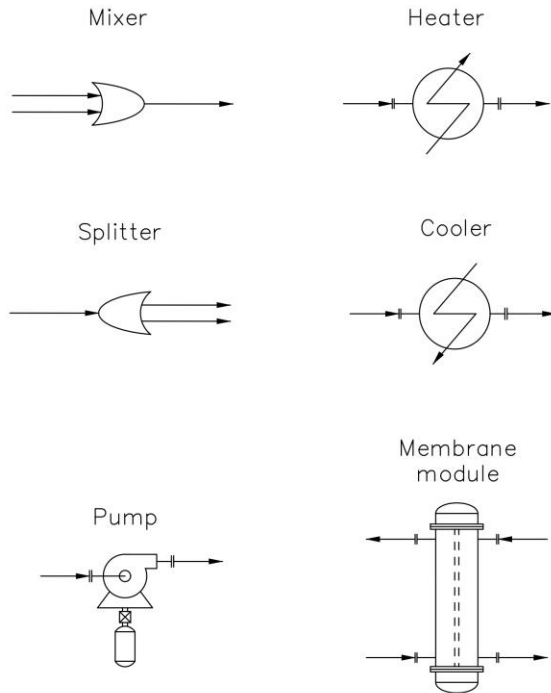 Mixer
Heater
Splitter
Cooler
Pump
Membrane
module